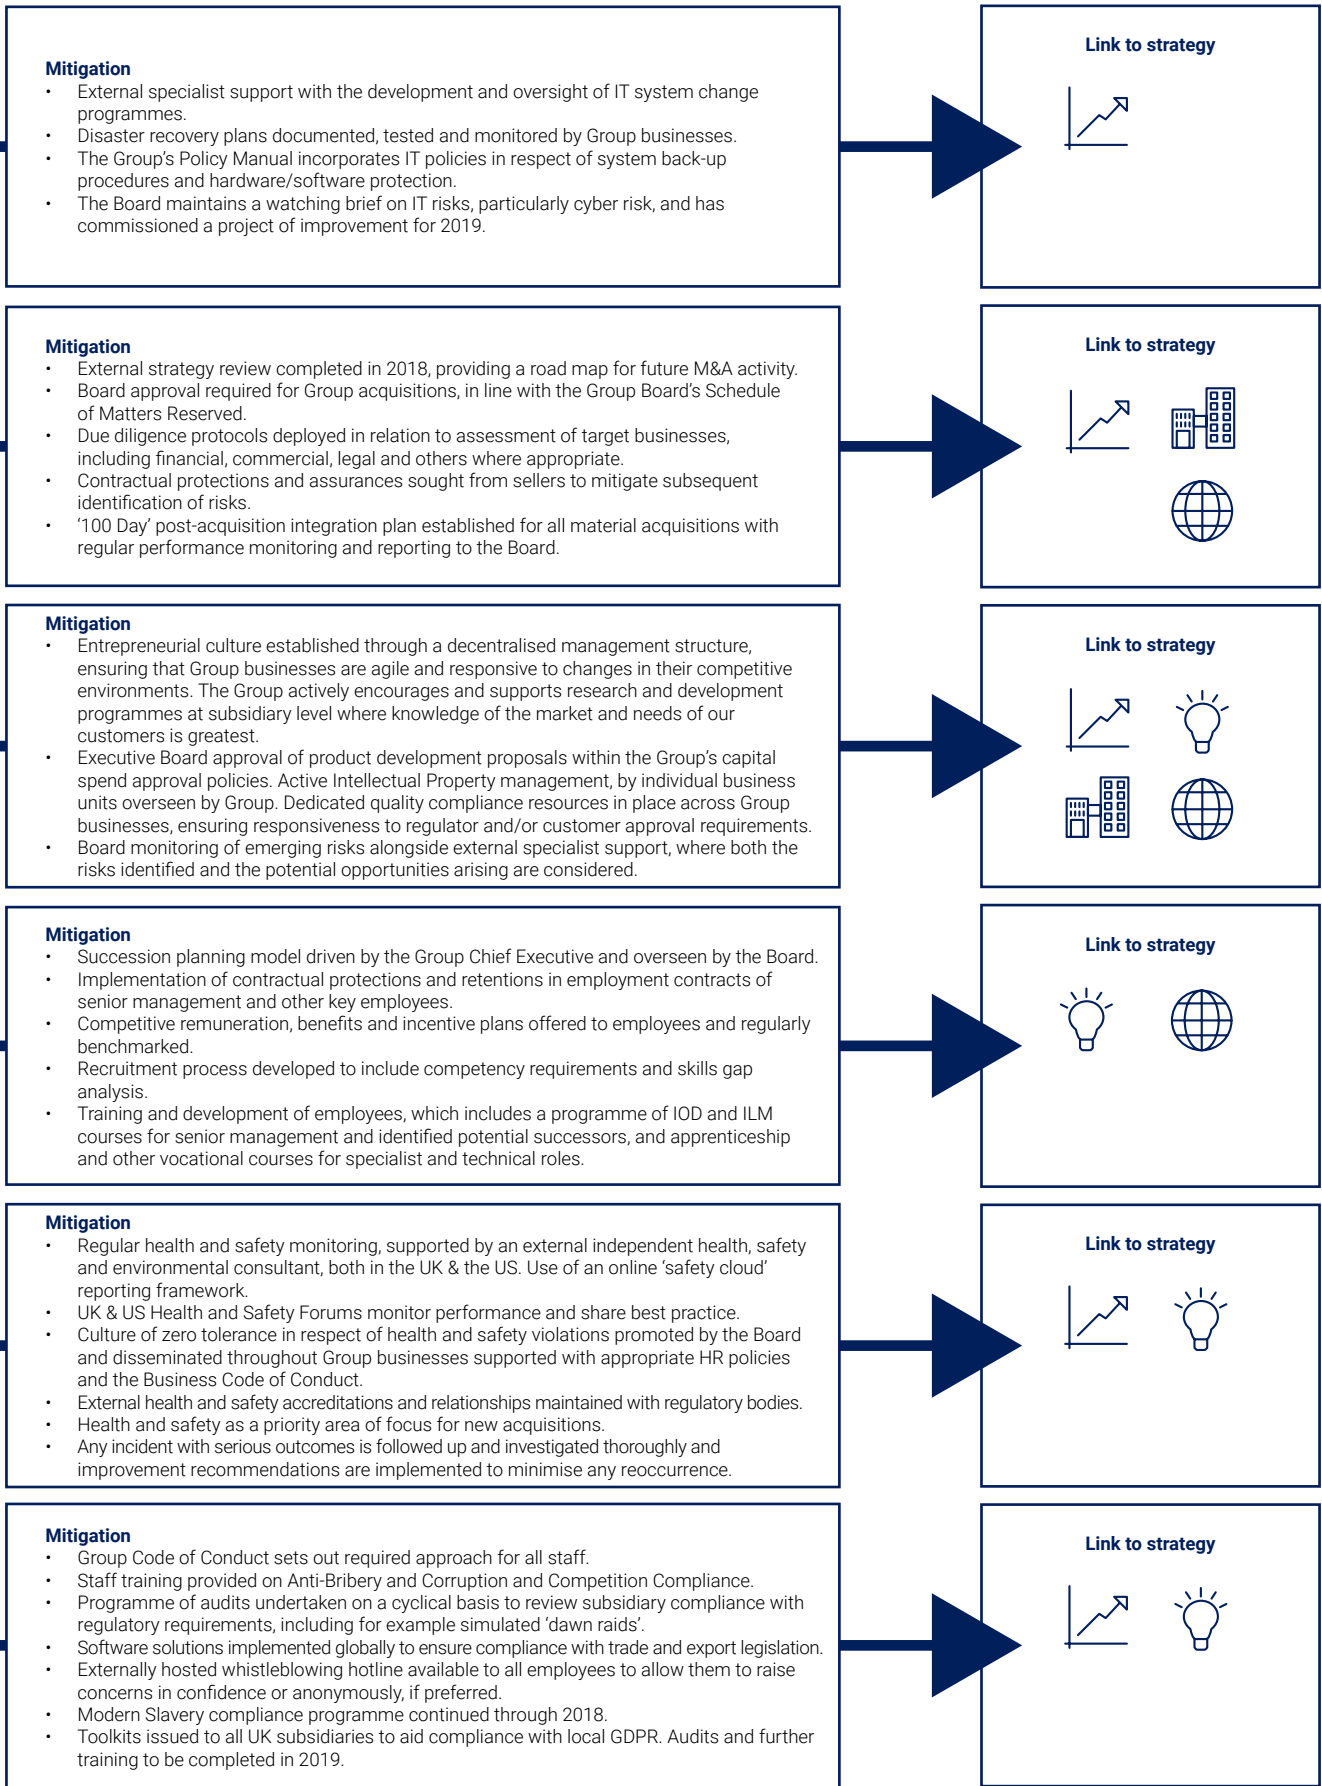 Mitigation
• External specialist support with the development and oversight of IT system change
programmes.
• Disaster recovery plans documented, tested and monitored by Group businesses.
• The Group’s Policy Manual incorporates IT policies in respect of system back-up
procedures and hardware/software protection.
• The Board maintains a watching brief on IT risks, particularly cyber risk, and has
commissioned a project of improvement for 2019.
Link to strategy
Mitigation
• External strategy review completed in 2018, providing a road map for future M&A activity.
• Board approval required for Group acquisitions, in line with the Group Board’s Schedule
of Matters Reserved.
• Due diligence protocols deployed in relation to assessment of target businesses,
including financial, commercial, legal and others where appropriate.
• Contractual protections and assurances sought from sellers to mitigate subsequent
identification of risks.
• ‘100 Day’ post-acquisition integration plan established for all material acquisitions with
regular performance monitoring and reporting to the Board.
Link to strategy
Mitigation
• Entrepreneurial culture established through a decentralised management structure,
ensuring that Group businesses are agile and responsive to changes in their competitive
environments. The Group actively encourages and supports research and development
programmes at subsidiary level where knowledge of the market and needs of our
customers is greatest.
• Executive Board approval of product development proposals within the Group’s capital
spend approval policies. Active Intellectual Property management, by individual business
units overseen by Group. Dedicated quality compliance resources in place across Group
businesses, ensuring responsiveness to regulator and/or customer approval requirements.
• Board monitoring of emerging risks alongside external specialist support, where both the
risks identified and the potential opportunities arising are considered.
Link to strategy
Mitigation
• Succession planning model driven by the Group Chief Executive and overseen by the Board.
• Implementation of contractual protections and retentions in employment contracts of
senior management and other key employees.
• Competitive remuneration, benefits and incentive plans offered to employees and regularly
benchmarked.
• Recruitment process developed to include competency requirements and skills gap
analysis.
• Training and development of employees, which includes a programme of IOD and ILM
courses for senior management and identified potential successors, and apprenticeship
and other vocational courses for specialist and technical roles.
Link to strategy
Mitigation
• Regular health and safety monitoring, supported by an external independent health, safety
and environmental consultant, both in the UK & the US. Use of an online ‘safety cloud’
reporting framework.
• UK & US Health and Safety Forums monitor performance and share best practice.
• Culture of zero tolerance in respect of health and safety violations promoted by the Board
and disseminated throughout Group businesses supported with appropriate HR policies
and the Business Code of Conduct.
• External health and safety accreditations and relationships maintained with regulatory bodies.
• Health and safety as a priority area of focus for new acquisitions.
• Any incident with serious outcomes is followed up and investigated thoroughly and
improvement recommendations are implemented to minimise any reoccurrence.
Link to strategy
Mitigation
• Group Code of Conduct sets out required approach for all staff.
• Staff training provided on Anti-Bribery and Corruption and Competition Compliance.
• Programme of audits undertaken on a cyclical basis to review subsidiary compliance with
regulatory requirements, including for example simulated ‘dawn raids’.
• Software solutions implemented globally to ensure compliance with trade and export legislation.
• Externally hosted whistleblowing hotline available to all employees to allow them to raise
concerns in confidence or anonymously, if preferred.
• Modern Slavery compliance programme continued through 2018.
• Toolkits issued to all UK subsidiaries to aid compliance with local GDPR. Audits and further
training to be completed in 2019.
Link to strategy